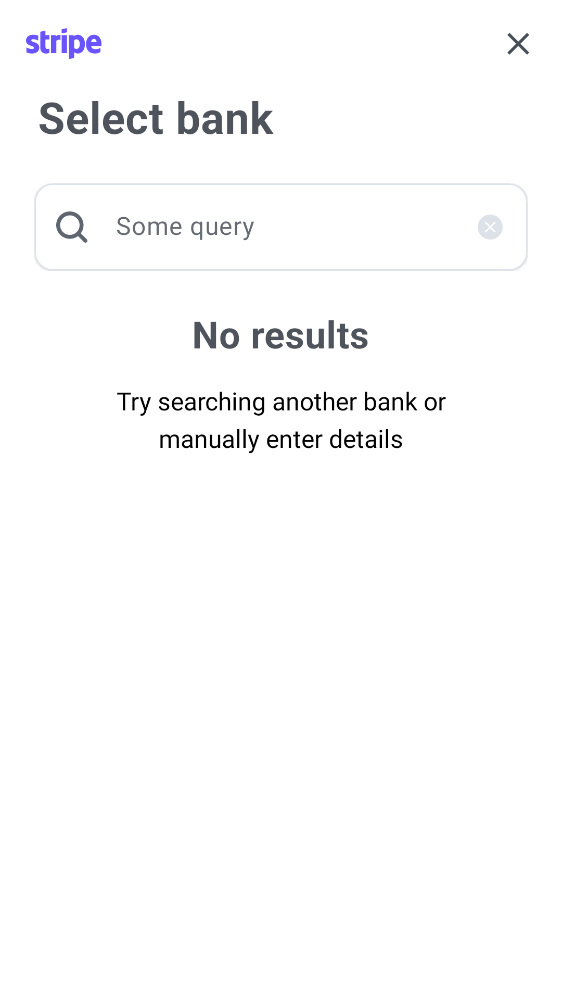 stripe
Select bank
Some query
No results
Try searching another bank or
manually enter details